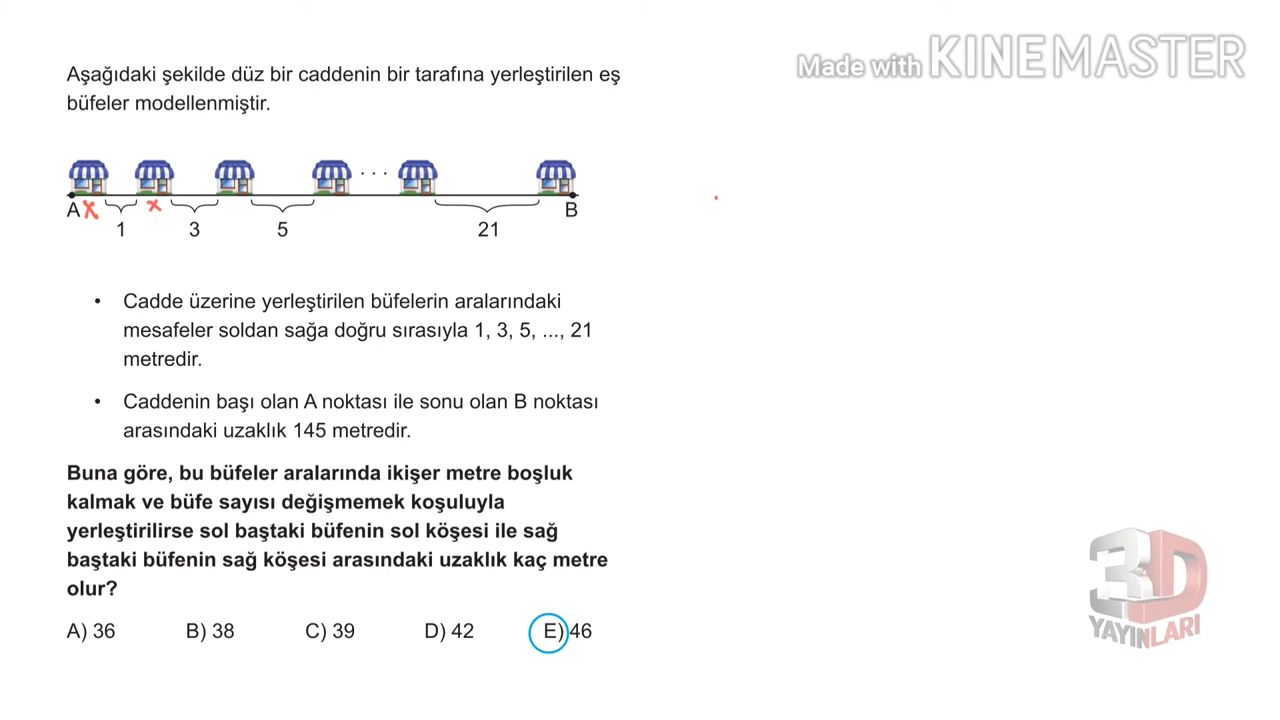 Made with KINEMASTER
Aşağıdaki şekilde düz bir caddenin bir tarafına yerleştirilen eş
büfeler modellenmiştir.
. . .
A x x B
1 3 5 21
• Cadde üzerine yerleştirilen büfelerin aralarındaki
mesafeler soldan sağa doğru sırasıyla 1, 3, 5, ..., 21
metredir.
• Caddenin başı olan A noktası ile sonu olan B noktası
arasındaki uzaklık 145 metredir.
Buna göre, bu büfeler aralarında ikişer metre boşluk
kalmak ve büfe sayısı değişmemek koşuluyla
yerleştirilirse sol baştaki büfenin sol köşesi ile sağ
baştaki büfenin sağ köşesi arasındaki uzaklık kaç metre
olur?
A) 36 B) 38 C) 39 D) 42 E) 46
3D
YAYINLARI